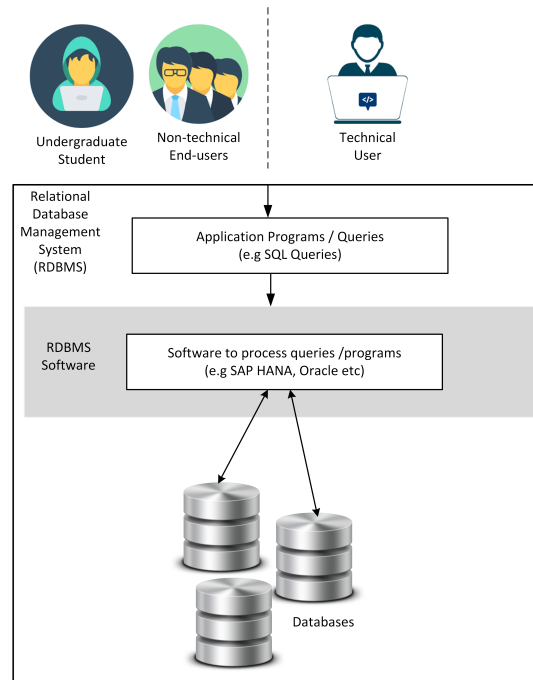 Undergraduate
Student
Non-technical
End-users
Technical
User
Relational
Database
Management
System
(RDBMS)
Application Programs / Queries
(e.g SQL Queries)
RDBMS
Software
Software to process queries /programs
(e.g SAP HANA, Oracle etc)
Databases